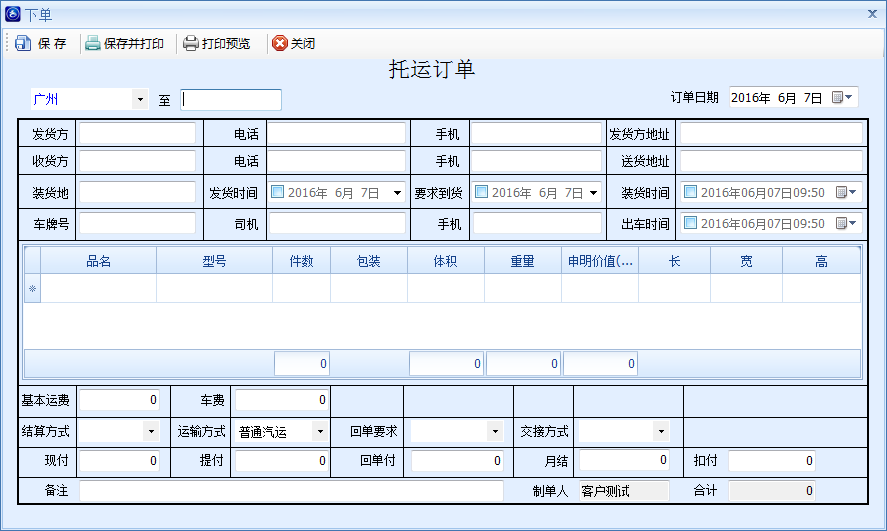 下单
保存 保存并打印 打印预览 关闭
托运订单
广州 至 订单日期 2016年 6月 7日
发货方 电话 手机 发货方地址
收货方 电话 手机 送货地址
装货地 发货时间 2016年 6月 7日 要求到货 2016年 6月 7日 装货时间 2016年06月07日09:50
车牌号 司机 手机 出车时间 2016年06月07日09:50
品名 型号 件数 包装 体积 重量 申明价值(... 长 宽 高
0 0 0 0
基本运费 0 车费 0
结算方式 运输方式 普通汽运 回单要求 交接方式
现付 0 提付 0 回单付 0 月结 0 扣付 0
备注 制单人 客户测试 合计 0